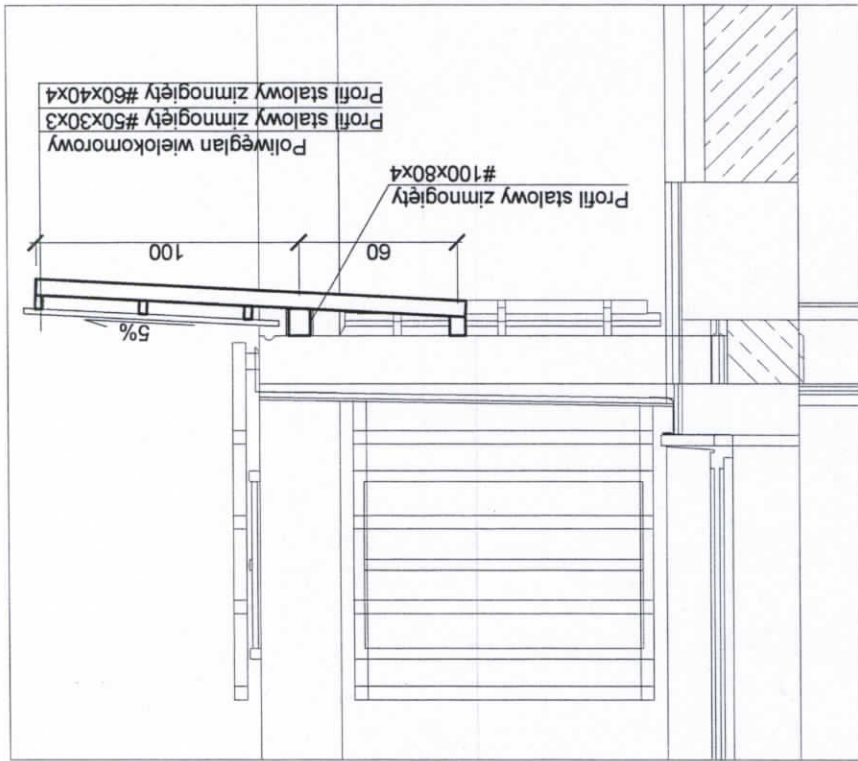 5%
60
100
Profil stalowy zimnogięty
#100x80x4
Poliwęglan wielokomorowy
Profil stalowy zimnogięty #50x30x3
Profil stalowy zimnogięty #60x40x4